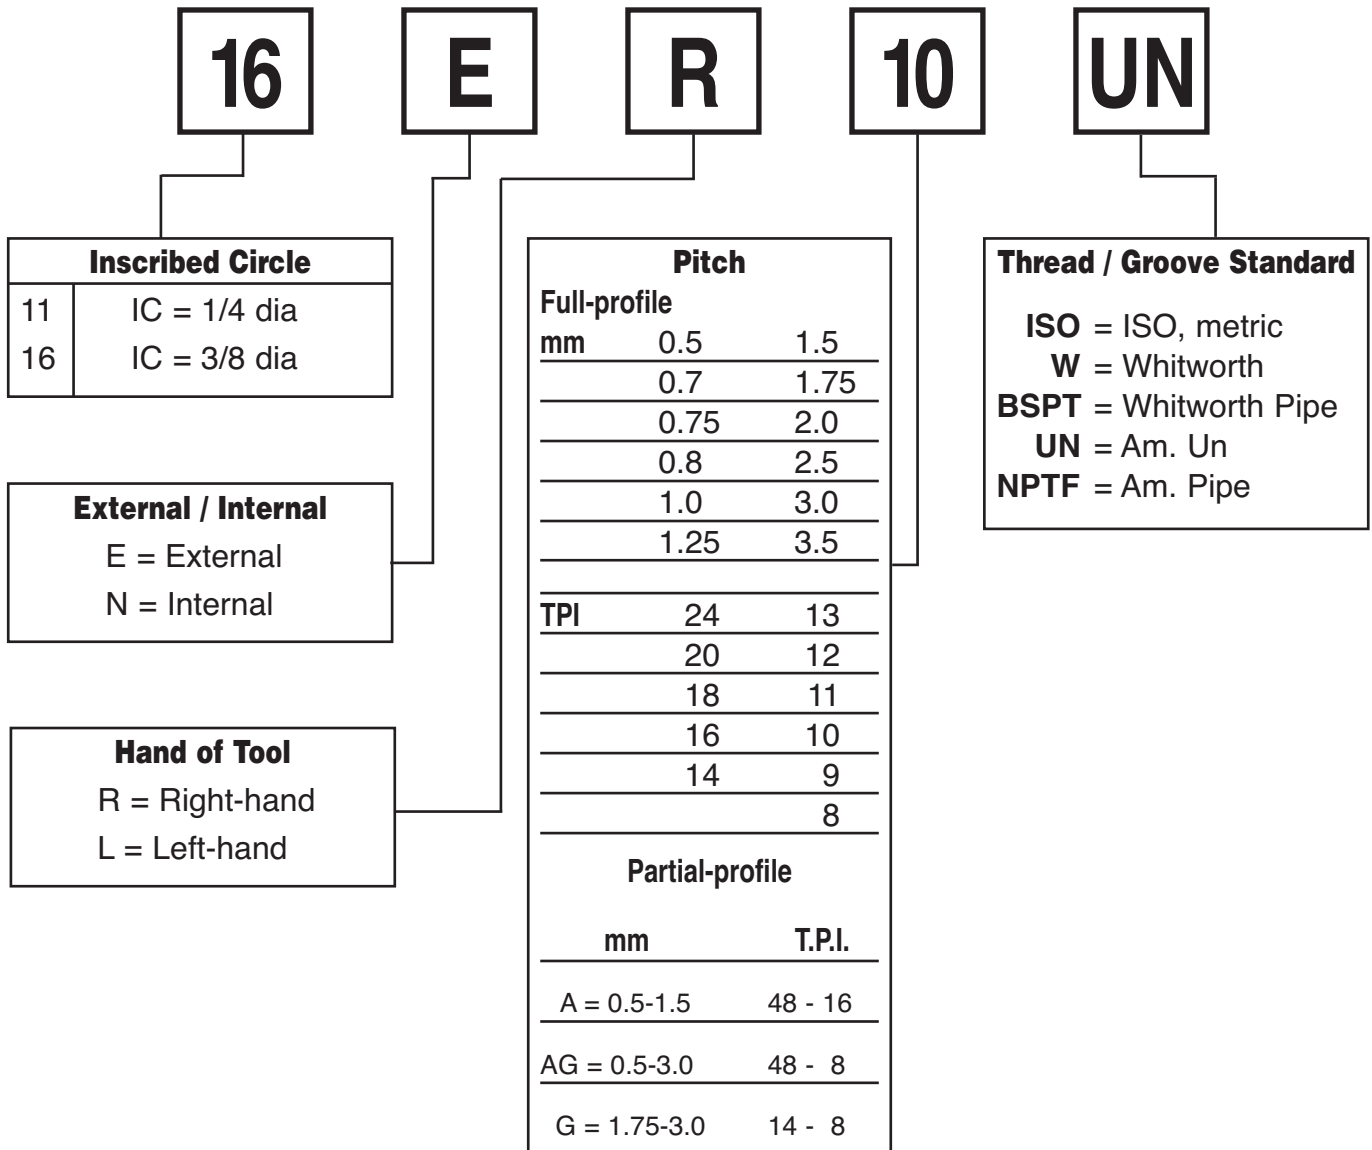 16 E R 10 UN
Inscribed Circle
11 IC = 1/4 dia
16 IC = 3/8 dia
External / Internal
E = External
N = Internal
Hand of Tool
R = Right-hand
L = Left-hand
Pitch
Full-profile
mm 0.5 1.5
0.7 1.75
0.75 2.0
0.8 2.5
1.0 3.0
1.25 3.5
TPI 24 13
20 12
18 11
16 10
14 9
8
Partial-profile
mm T.P.I.
A = 0.5-1.5 48 - 16
AG = 0.5-3.0 48 - 8
G = 1.75-3.0 14 - 8
Thread / Groove Standard
ISO = ISO, metric
W = Whitworth
BSPT = Whitworth Pipe
UN = Am. Un
NPTF = Am. Pipe